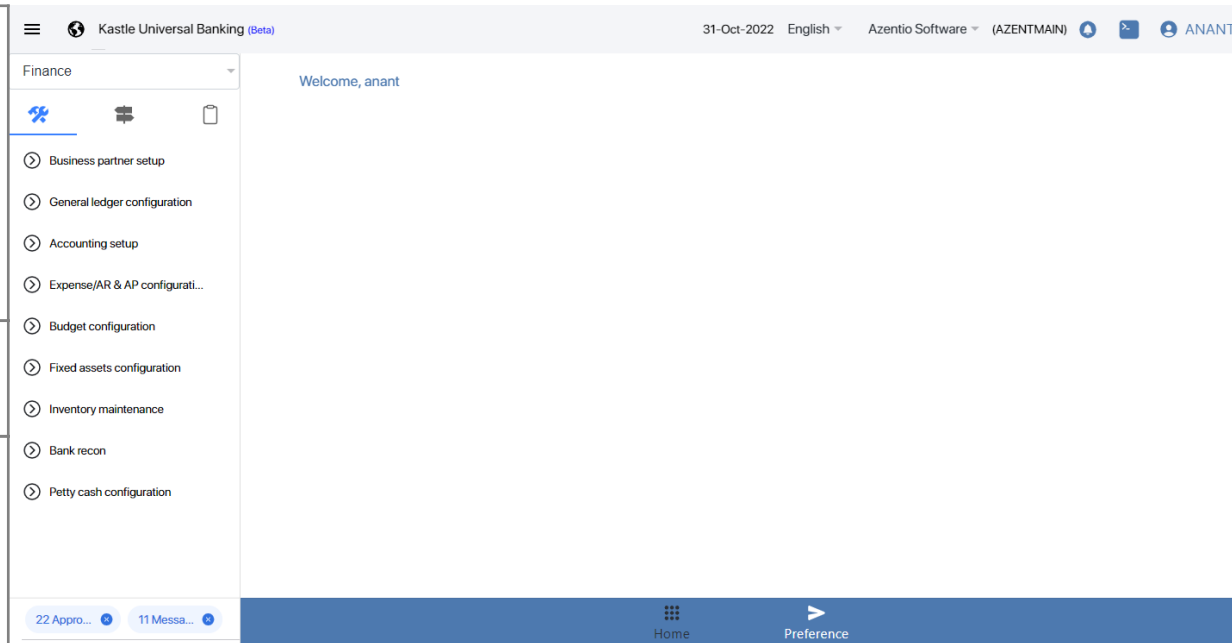 Kastle Universal Banking (Beta)
31-Oct-2022 English Azentio Software (AZENTMAIN) ANANT
Finance
Welcome, anant
Business partner setup
General ledger configuration
Accounting setup
Expense/AR & AP configurati...
Budget configuration
Fixed assets configuration
Inventory maintenance
Bank recon
Petty cash configuration
22 Appro... 11 Messa...
Home Preference